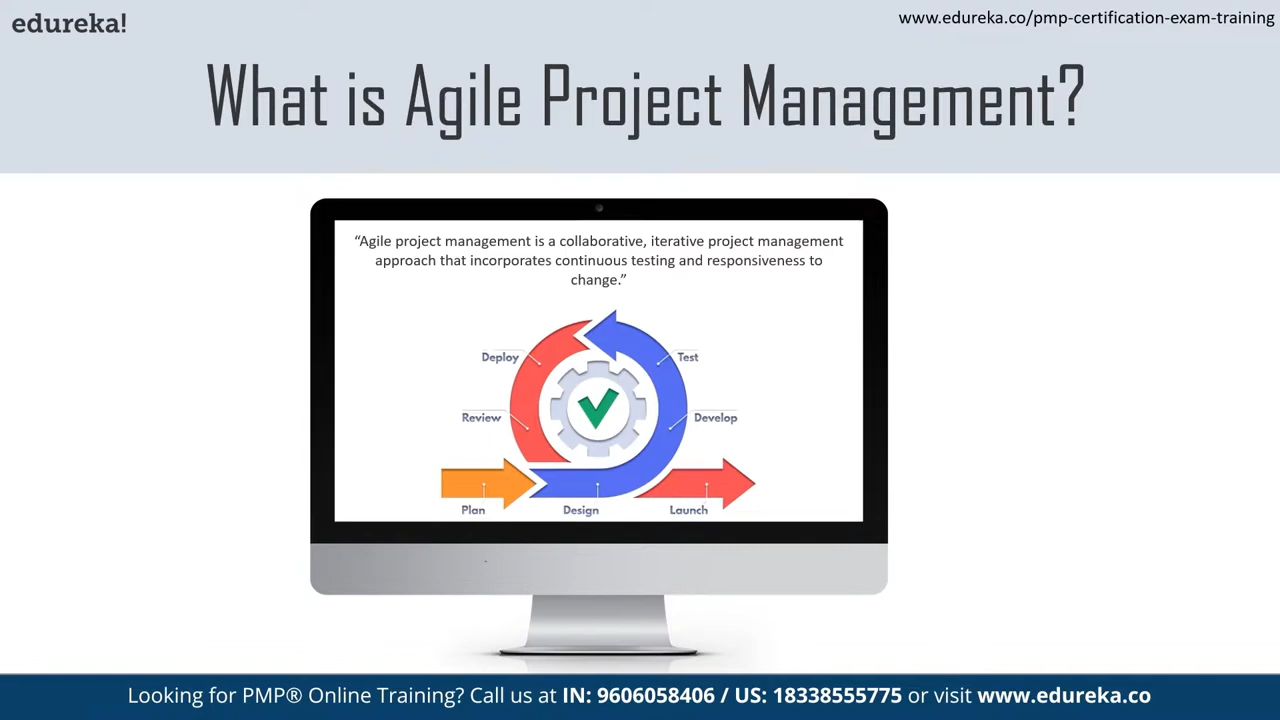 edureka!
www.edureka.co/pmp-certification-exam-training
What is Agile Project Management?
“Agile project management is a collaborative, iterative project management
approach that incorporates continuous testing and responsiveness to
change.”
Deploy
Test
Review
Develop
Plan
Design
Launch
Looking for PMP® Online Training? Call us at IN: 9606058406 / US: 18338555775 or visit www.edureka.co